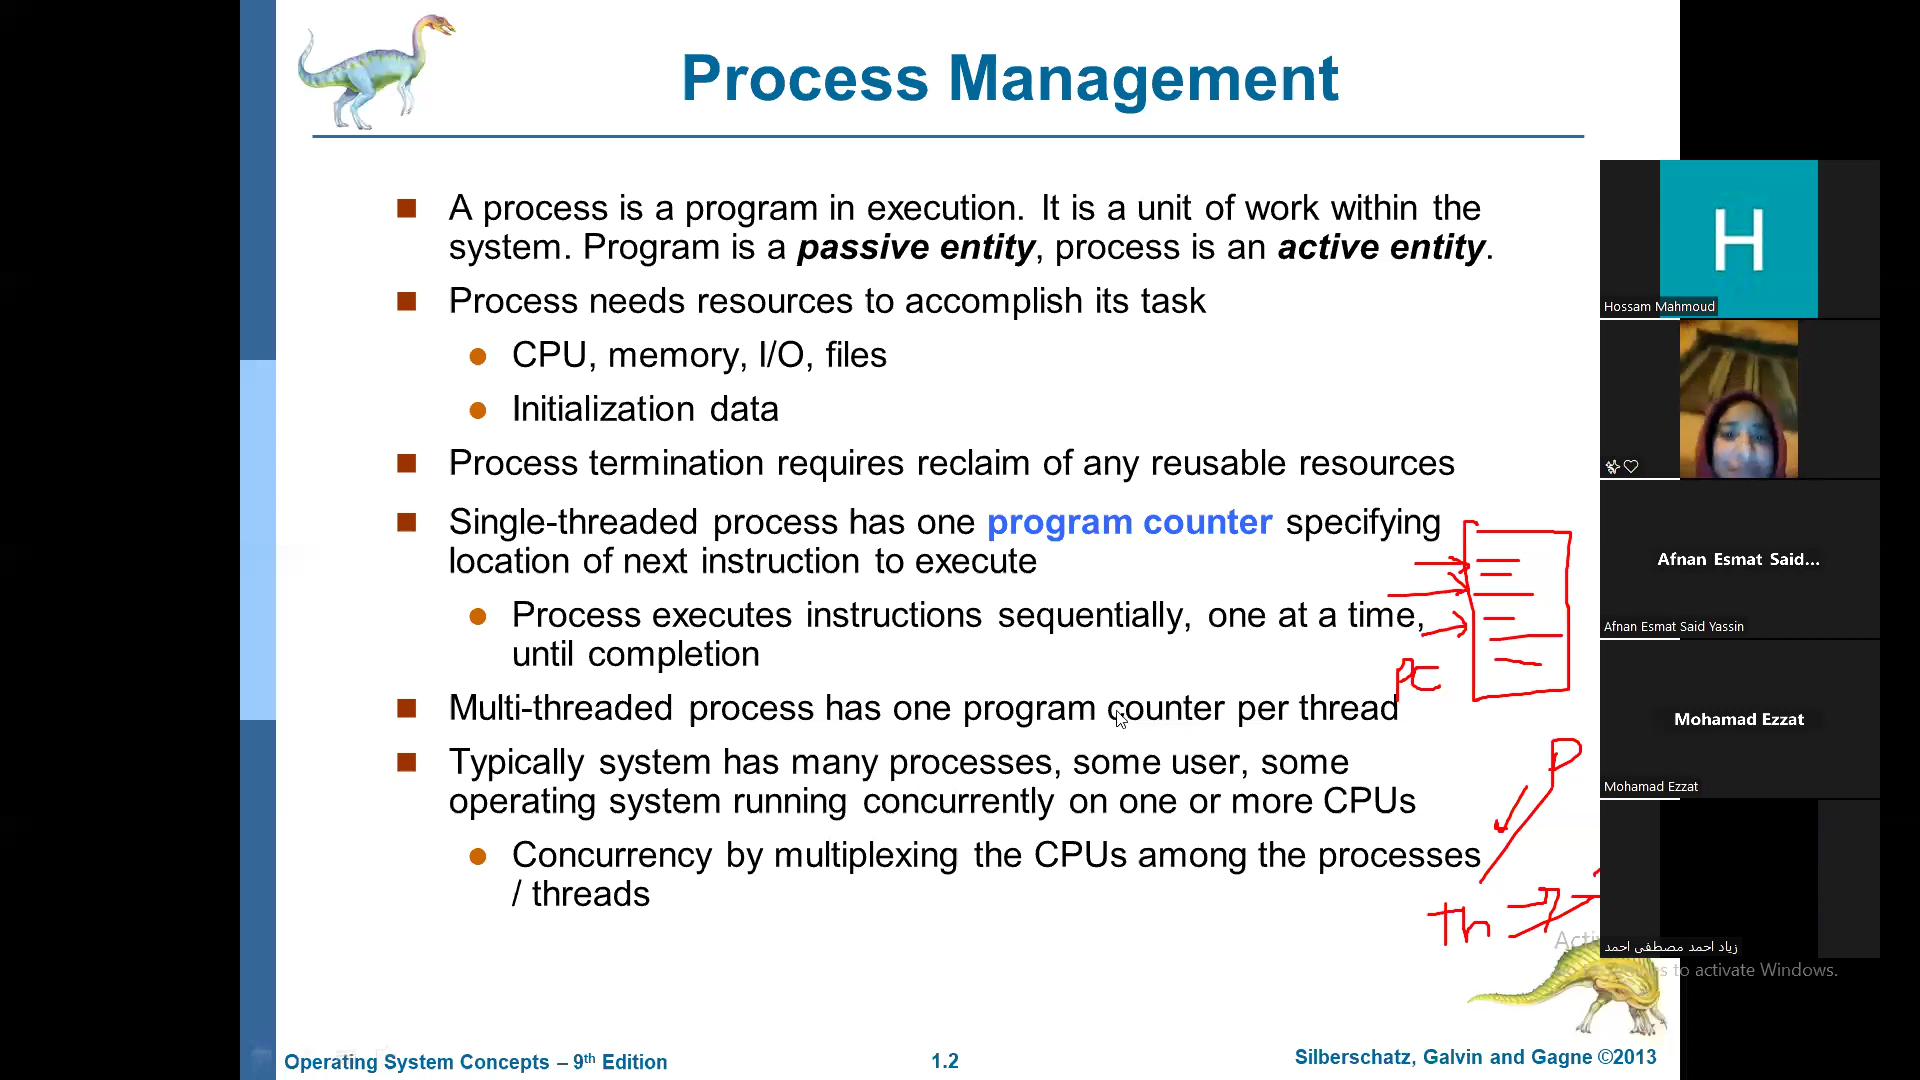 Process Management
A process is a program in execution. It is a unit of work within the
system. Program is a passive entity, process is an active entity.
Process needs resources to accomplish its task
CPU, memory, I/O, files
Initialization data
Process termination requires reclaim of any reusable resources
Single-threaded process has one program counter specifying
location of next instruction to execute
Process executes instructions sequentially, one at a time,
until completion
PC
Multi-threaded process has one program counter per thread
Typically system has many processes, some user, some
operating system running concurrently on one or more CPUs
P
Concurrency by multiplexing the CPUs among the processes
/ threads
Th
Operating System Concepts – 9th Edition
1.2
Silberschatz, Galvin and Gagne ©2013
H
Hossam Mahmoud
Afnan Esmat Said...
Afnan Esmat Said Yassin
Mohamad Ezzat
Mohamad Ezzat
زياد احمد مصطفى احمد
to activate Windows.